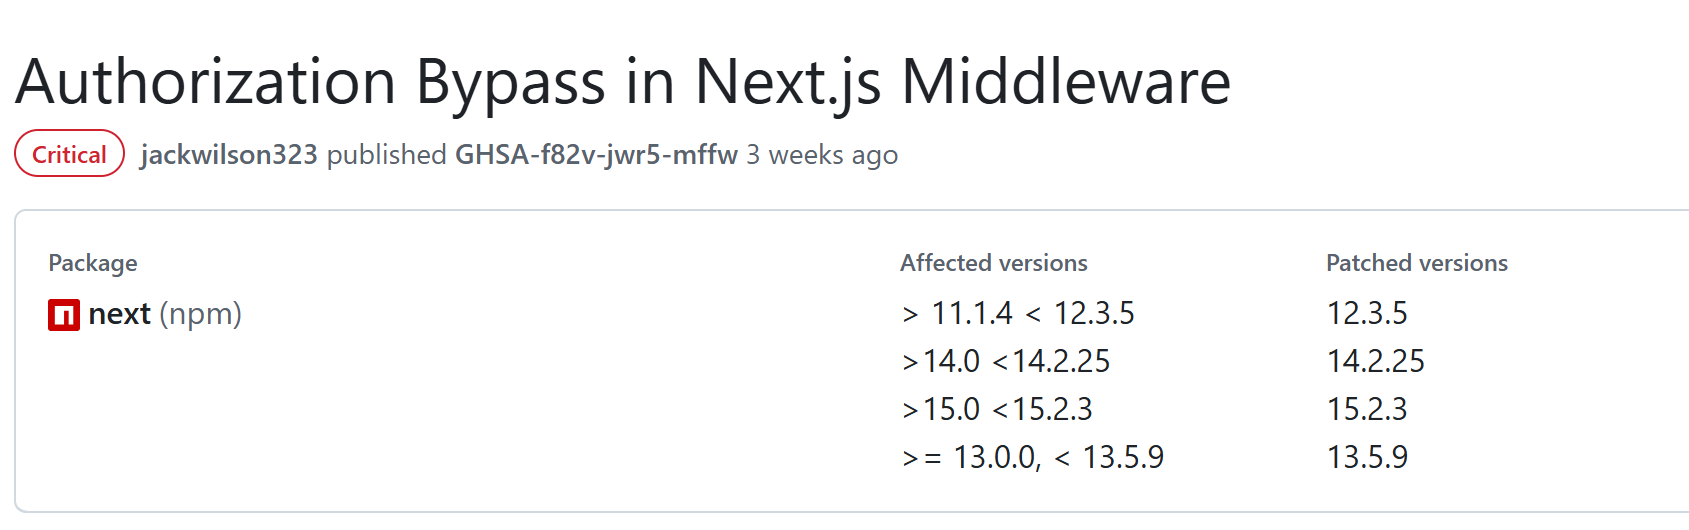 Authorization Bypass in Next.js Middleware
Critical jackwilson323 published GHSA-f82v-jwr5-mffw 3 weeks ago
Package Affected versions Patched versions
next (npm) > 11.1.4 < 12.3.5 12.3.5
>14.0 <14.2.25 14.2.25
>15.0 <15.2.3 15.2.3
>= 13.0.0, < 13.5.9 13.5.9